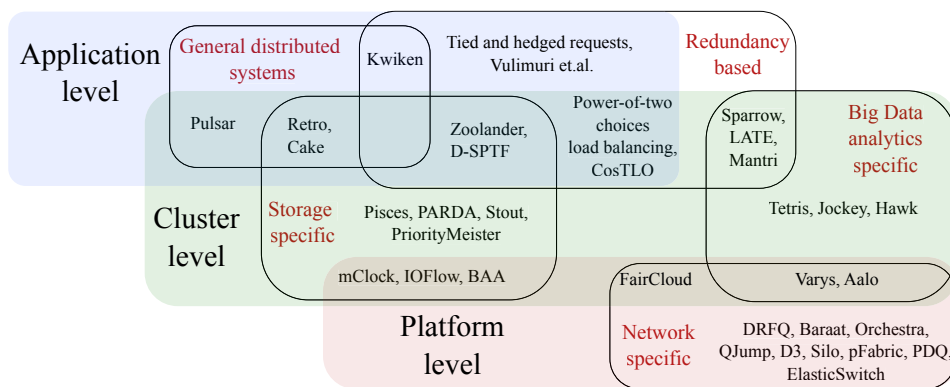 Application
level
General distributed
systems
Kwiken
Tied and hedged requests,
Vulimuri et.al.
Redundancy
based
Pulsar
Retro,
Cake
Zoolander,
D-SPTF
Power-of-two
choices
load balancing,
CosTLO
Sparrow,
LATE,
Mantri
Big Data
analytics
specific
Cluster
level
Storage
specific
Pisces, PARDA, Stout,
PriorityMeister
Tetris, Jockey, Hawk
mClock, IOFlow, BAA
FairCloud
Varys, Aalo
Platform
level
Network
specific
DRFQ, Baraat, Orchestra,
QJump, D3, Silo, pFabric, PDQ,
ElasticSwitch